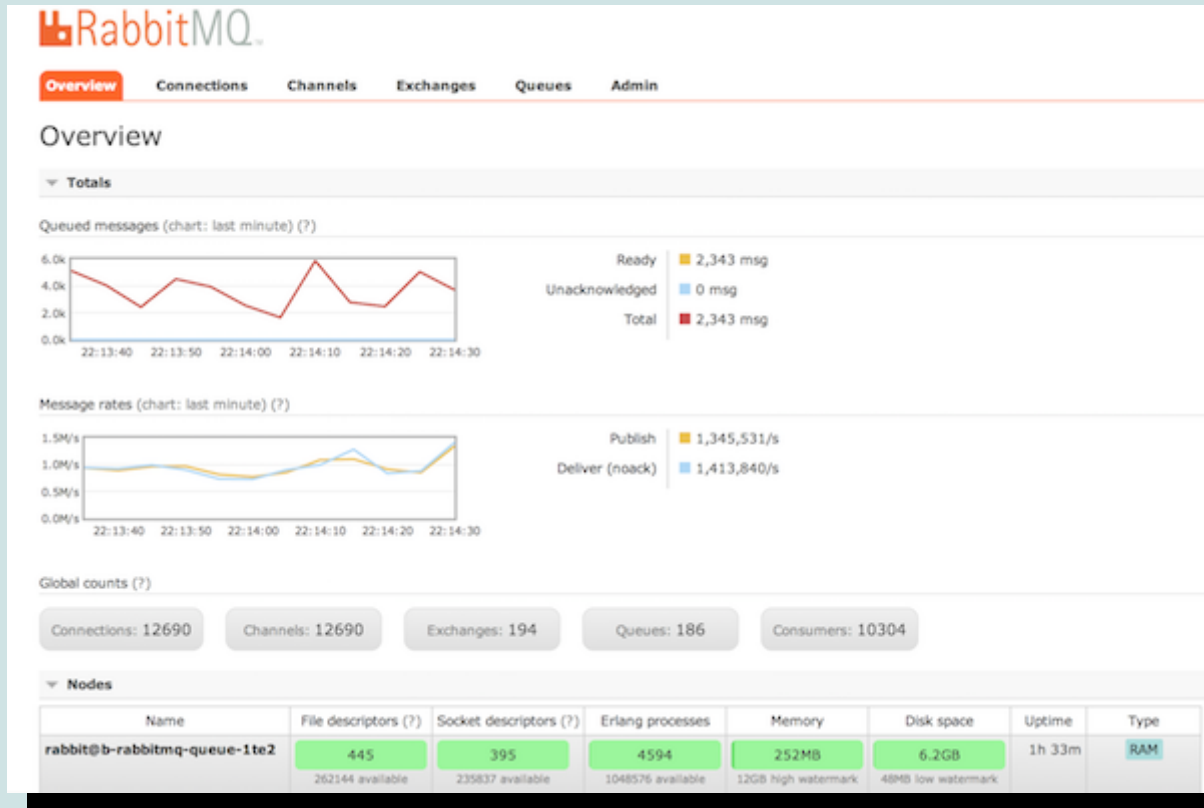 RabbitMQ™
Overview Connections Channels Exchanges Queues Admin
Overview
Totals
Queued messages (chart: last minute) (?)
6.0k
4.0k
2.0k
0.0k
22:13:40 22:13:50 22:14:00 22:14:10 22:14:20 22:14:30
Ready 2,343 msg
Unacknowledged 0 msg
Total 2,343 msg
Message rates (chart: last minute) (?)
1.5M/s
1.0M/s
0.5M/s
0.0M/s
22:13:40 22:13:50 22:14:00 22:14:10 22:14:20 22:14:30
Publish 1,345,531/s
Deliver (noack) 1,413,840/s
Global counts (?)
Connections: 12690 Channels: 12690 Exchanges: 194 Queues: 186 Consumers: 10304
Nodes
Name File descriptors (?) Socket descriptors (?) Erlang processes Memory Disk space Uptime Type
rabbit@b-rabbitmq-queue-1te2 445 395 4594 252MB 6.2GB 1h 33m RAM
262144 available 235837 available 1048576 available 12GB high watermark 48MB low watermark